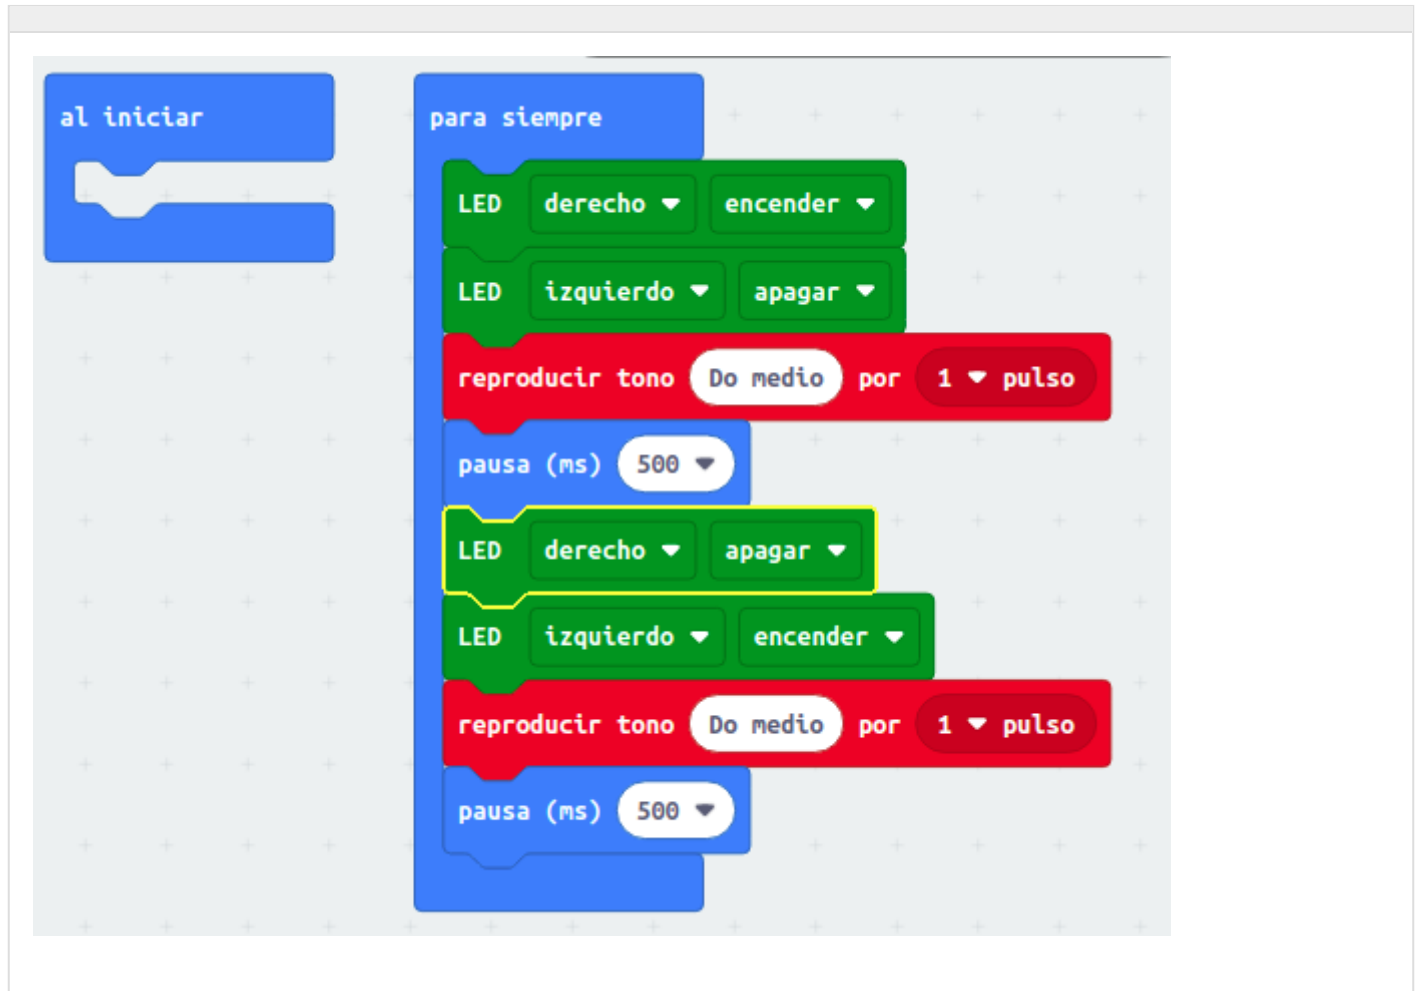 al iniciar
para siempre
LED derecho encender
LED izquierdo apagar
reproducir tono Do medio por 1 pulso
pausa (ms) 500
LED derecho apagar
LED izquierdo encender
reproducir tono Do medio por 1 pulso
pausa (ms) 500